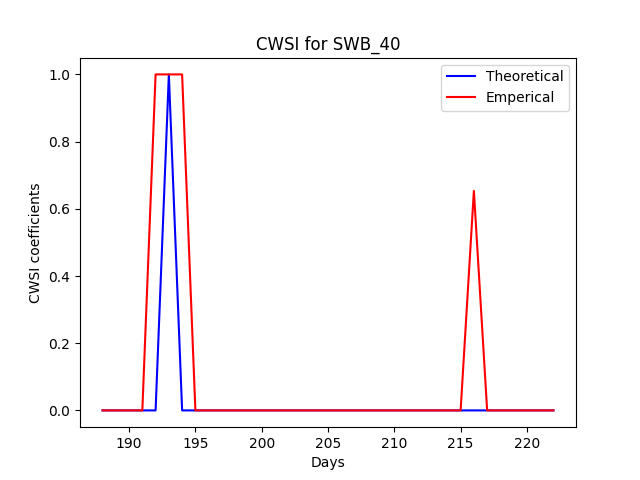 CWSI for SWB_40
Theoretical
Emperical
1.0
0.8
0.6
0.4
0.2
0.0
CWSI coefficients
190 195 200 205 210 215 220
Days